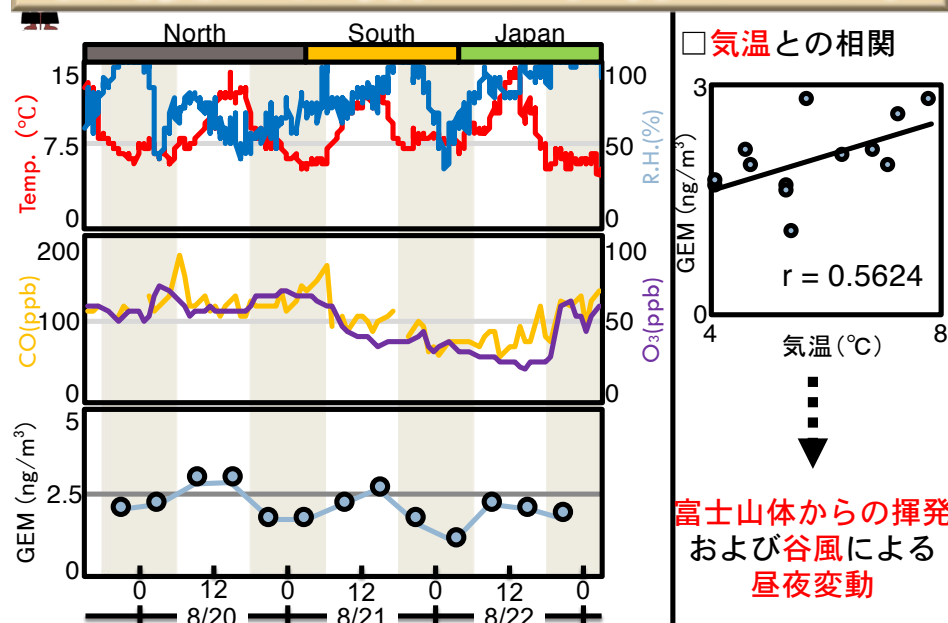 North South Japan
15
7.5
0
Temp. (℃)
100
50
0
R.H.(%)
200
100
0
CO(ppb)
100
50
0
O₃(ppb)
5
2.5
0
GEM (ng/m³)
0 12 0 12 0 12 0
8/20 8/21 8/22
□気温との相関
3
0
GEM (ng/m³)
r = 0.5624
4 8
気温(℃)
富士山体からの揮発
および谷風による
昼夜変動